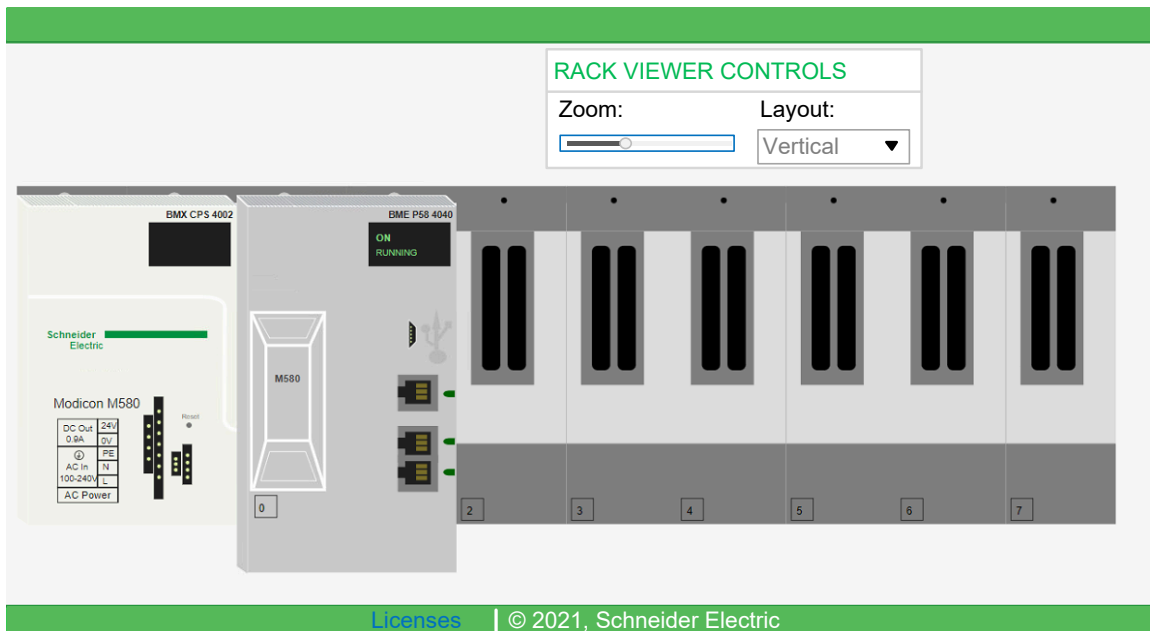 RACK VIEWER CONTROLS
Zoom: Layout:
Vertical
BMX CPS 4002
BME P58 4040
ON
RUNNING
Schneider
Electric
M580
Modicon M580
Reset
DC Out 24V
0.9A 0V
PE
AC In N
100-240V L
AC Power
0 2 3 4 5 6 7
Licenses | © 2021, Schneider Electric